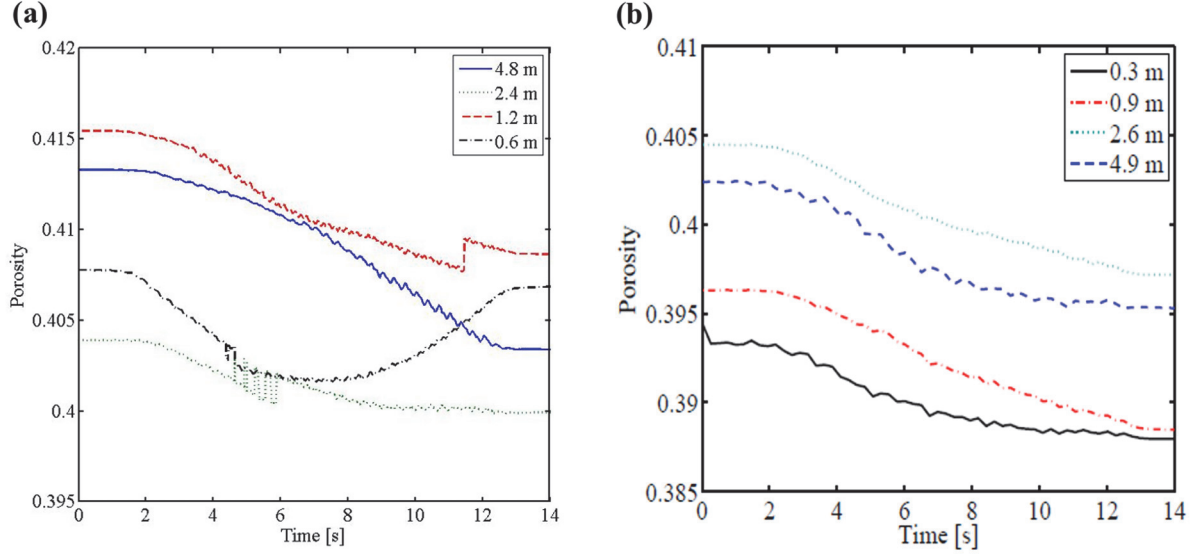 (a)
0.42
0.415
0.41
0.405
0.4
0.395
Porosity
0 2 4 6 8 10 12 14
Time [s]
4.8 m
2.4 m
1.2 m
0.6 m
(b)
0.41
0.405
0.4
0.395
0.39
0.385
Porosity
0 2 4 6 8 10 12 14
Time [s]
0.3 m
0.9 m
2.6 m
4.9 m